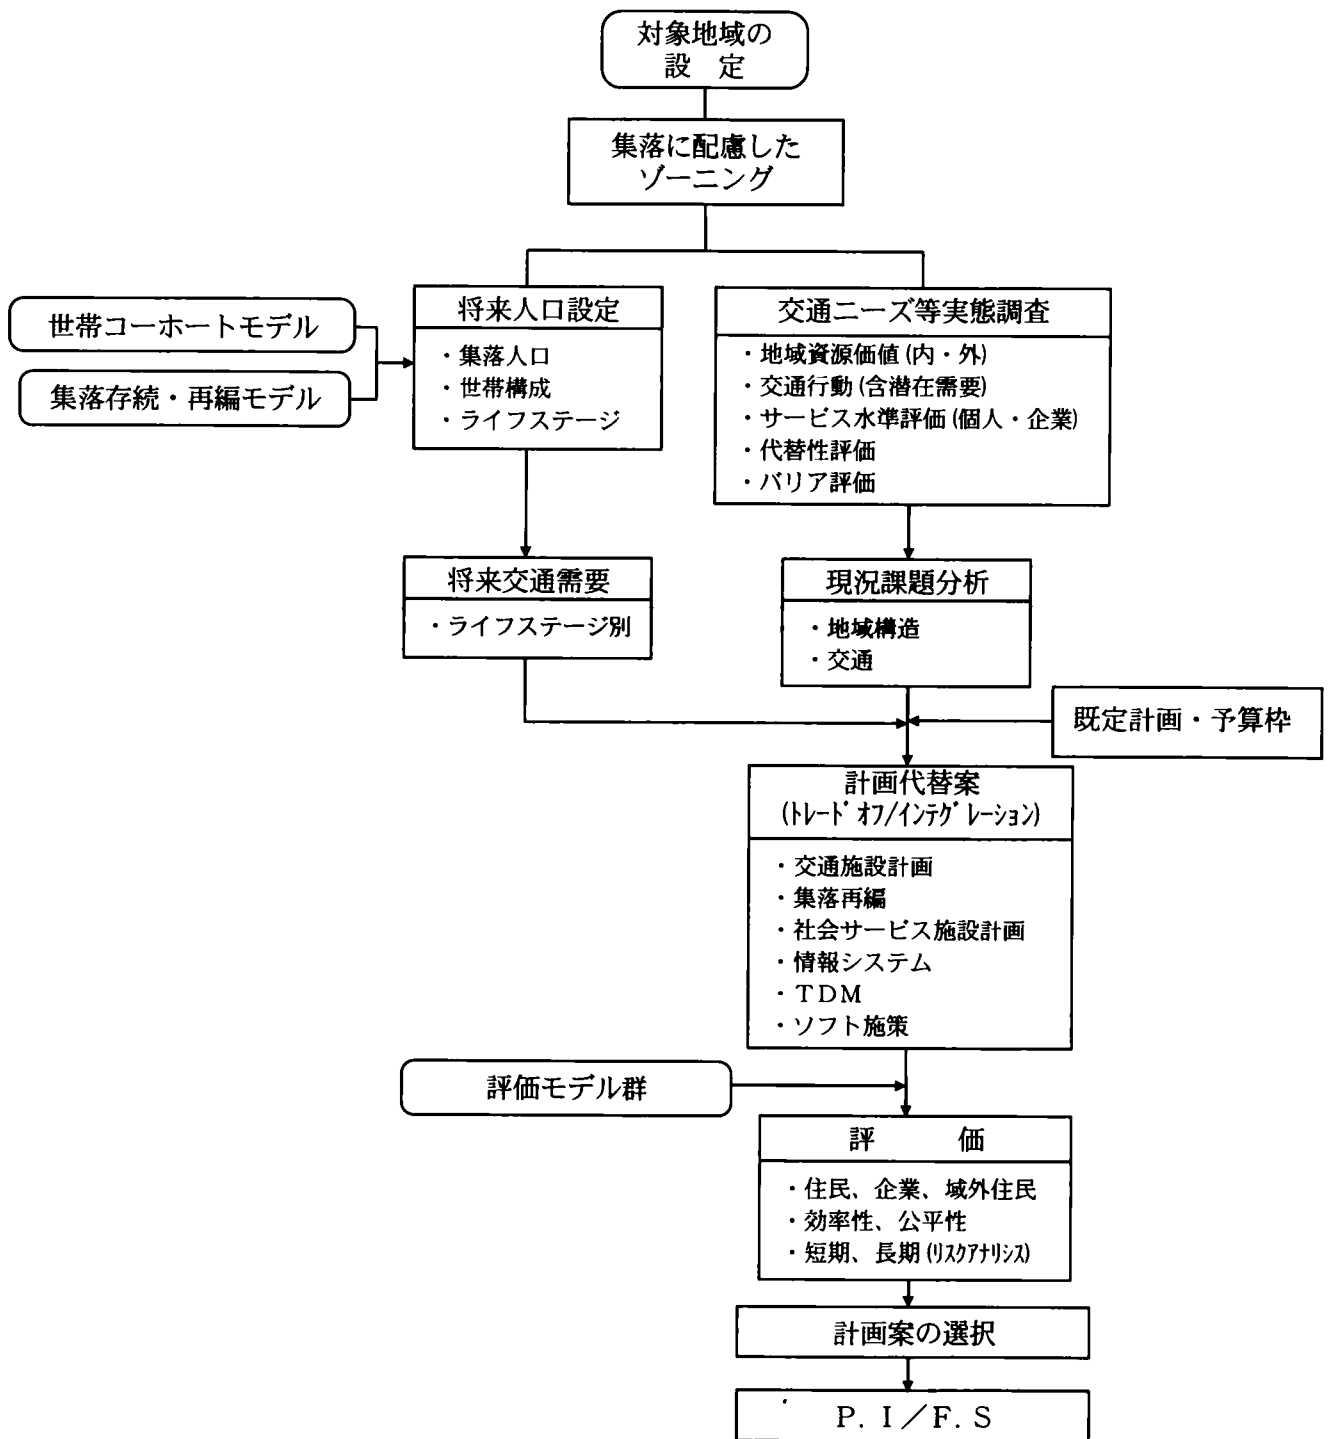 対象地域の
設　定
集落に配慮した
ゾーニング
世帯コーホートモデル
集落存続・再編モデル
将来人口設定
・集落人口
・世帯構成
・ライフステージ
交通ニーズ等実態調査
・地域資源価値(内・外)
・交通行動(含潜在需要)
・サービス水準評価(個人・企業)
・代替性評価
・バリア評価
将来交通需要
・ライフステージ別
現況課題分析
・地域構造
・交通
既定計画・予算枠
計画代替案
(ﾄﾚｰﾄﾞｵﾌ/ｲﾝﾃｸﾞﾚｰｼｮﾝ)
・交通施設計画
・集落再編
・社会サービス施設計画
・情報システム
・ＴＤＭ
・ソフト施策
評価モデル群
評　　　価
・住民、企業、域外住民
・効率性、公平性
・短期、長期(ﾘｽｸｱﾅﾘｼｽ)
計画案の選択
Ｐ．Ｉ／Ｆ．Ｓ